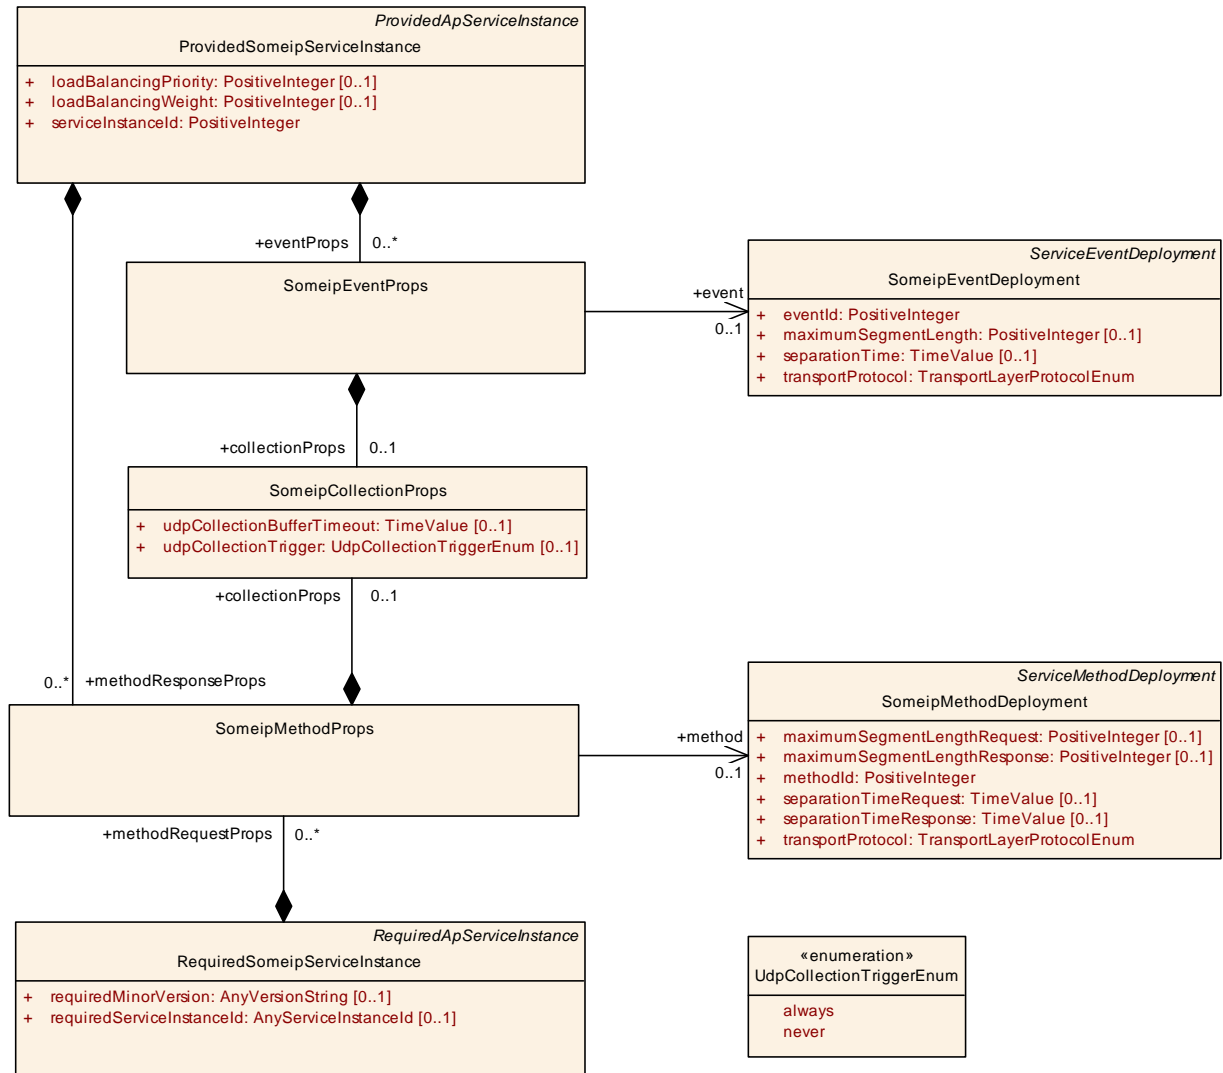 ProvidedApServiceInstance
ProvidedSomeipServiceInstance
+ loadBalancingPriority: PositiveInteger [0..1]
+ loadBalancingWeight: PositiveInteger [0..1]
+ serviceInstanceId: PositiveInteger
+eventProps 0..*
SomeipEventProps
+event
0..1
ServiceEventDeployment
SomeipEventDeployment
+ eventId: PositiveInteger
+ maximumSegmentLength: PositiveInteger [0..1]
+ separationTime: TimeValue [0..1]
+ transportProtocol: TransportLayerProtocolEnum
+collectionProps 0..1
SomeipCollectionProps
+ udpCollectionBufferTimeout: TimeValue [0..1]
+ udpCollectionTrigger: UdpCollectionTriggerEnum [0..1]
+collectionProps 0..1
0..* +methodResponseProps
SomeipMethodProps
+method
0..1
ServiceMethodDeployment
SomeipMethodDeployment
+ maximumSegmentLengthRequest: PositiveInteger [0..1]
+ maximumSegmentLengthResponse: PositiveInteger [0..1]
+ methodId: PositiveInteger
+ separationTimeRequest: TimeValue [0..1]
+ separationTimeResponse: TimeValue [0..1]
+ transportProtocol: TransportLayerProtocolEnum
+methodRequestProps 0..*
RequiredApServiceInstance
RequiredSomeipServiceInstance
+ requiredMinorVersion: AnyVersionString [0..1]
+ requiredServiceInstanceId: AnyServiceInstanceId [0..1]
«enumeration»
UdpCollectionTriggerEnum
always
never